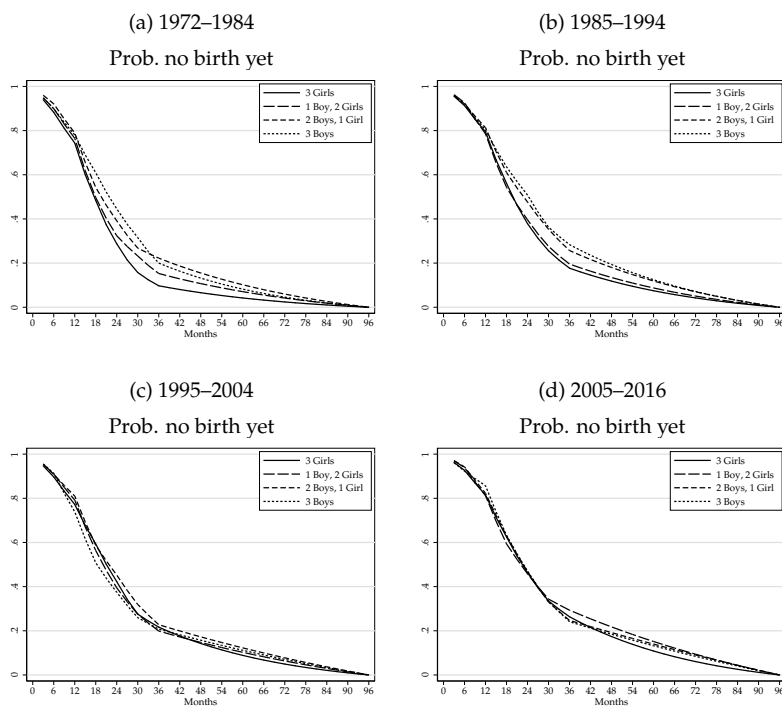 (a) 1972–1984
Prob. no birth yet
0 .2 .4 .6 .8 1
3 Girls
1 Boy, 2 Girls
2 Boys, 1 Girl
3 Boys
0 6 12 18 24 30 36 42 48 54 60 66 72 78 84 90 96
Months
(b) 1985–1994
Prob. no birth yet
0 .2 .4 .6 .8 1
3 Girls
1 Boy, 2 Girls
2 Boys, 1 Girl
3 Boys
0 6 12 18 24 30 36 42 48 54 60 66 72 78 84 90 96
Months
(c) 1995–2004
Prob. no birth yet
0 .2 .4 .6 .8 1
3 Girls
1 Boy, 2 Girls
2 Boys, 1 Girl
3 Boys
0 6 12 18 24 30 36 42 48 54 60 66 72 78 84 90 96
Months
(d) 2005–2016
Prob. no birth yet
0 .2 .4 .6 .8 1
3 Girls
1 Boy, 2 Girls
2 Boys, 1 Girl
3 Boys
0 6 12 18 24 30 36 42 48 54 60 66 72 78 84 90 96
Months